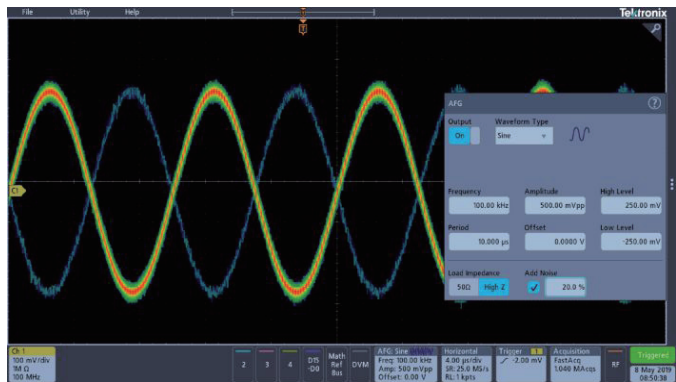 File Utility Help
Tektronix
T
C1
AFG ?
Output Waveform Type
On Sine
Frequency Amplitude High Level
100.00 kHz 500.00 mVpp 250.00 mV
Period Offset Low Level
10.000 µs 0.0000 V -250.00 mV
Load Impedance Add Noise
50Ω High Z 20.0 %
Ch 1
100 mV/div
1M Ω
100 MHz
2 3 4
D15
-D0
Math
Ref
Bus
DVM
AFG: Sine
Freq: 100.00 kHz
Amp: 500 mVpp
Offset: 0.00 V
Horizontal
4.00 µs/div
SR: 25.0 MS/s
RL: 1 kpts
Trigger 1
-2.00 mV
Acquisition
FastAcq
1.040 MAcqs
RF
Triggered
8 May 2019
08:50:38